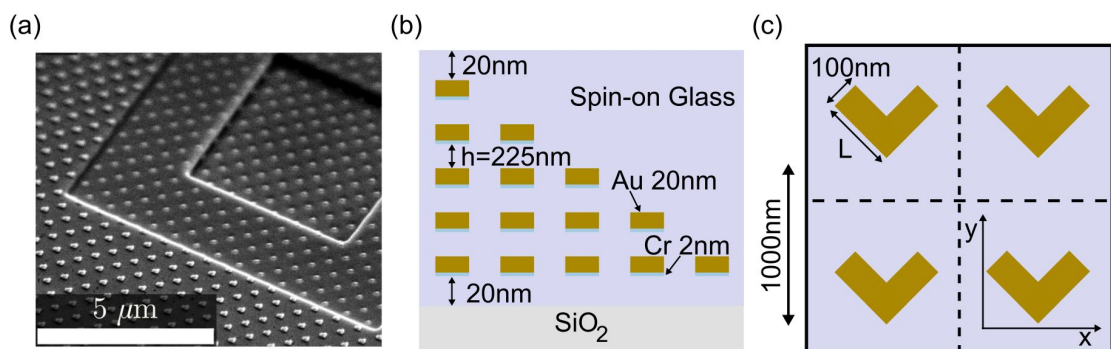 (a)
5 μm
(b)
20nm
Spin-on Glass
h=225nm
Au 20nm
Cr 2nm
20nm
SiO2
(c)
100nm
L
1000nm
y
x